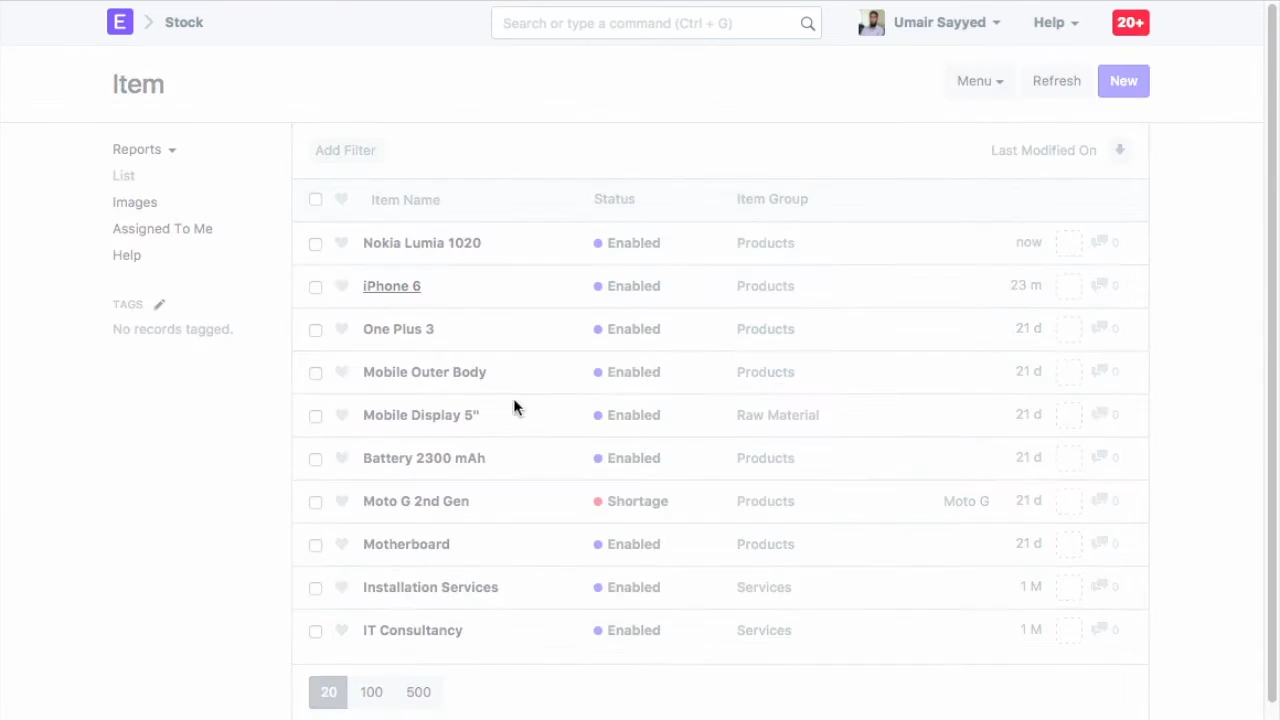 E Stock Search or type a command (Ctrl + G) Umair Sayyed Help 20+
Item Menu Refresh New
Reports
List
Images
Assigned To Me
Help
TAGS
No records tagged.
Add Filter Last Modified On
Item Name Status Item Group
Nokia Lumia 1020 Enabled Products now 0
iPhone 6 Enabled Products 23 m 0
One Plus 3 Enabled Products 21 d 0
Mobile Outer Body Enabled Products 21 d 0
Mobile Display 5" Enabled Raw Material 21 d 0
Battery 2300 mAh Enabled Products 21 d 0
Moto G 2nd Gen Shortage Products Moto G 21 d 0
Motherboard Enabled Products 21 d 0
Installation Services Enabled Services 1 M 0
IT Consultancy Enabled Services 1 M 0
20 100 500